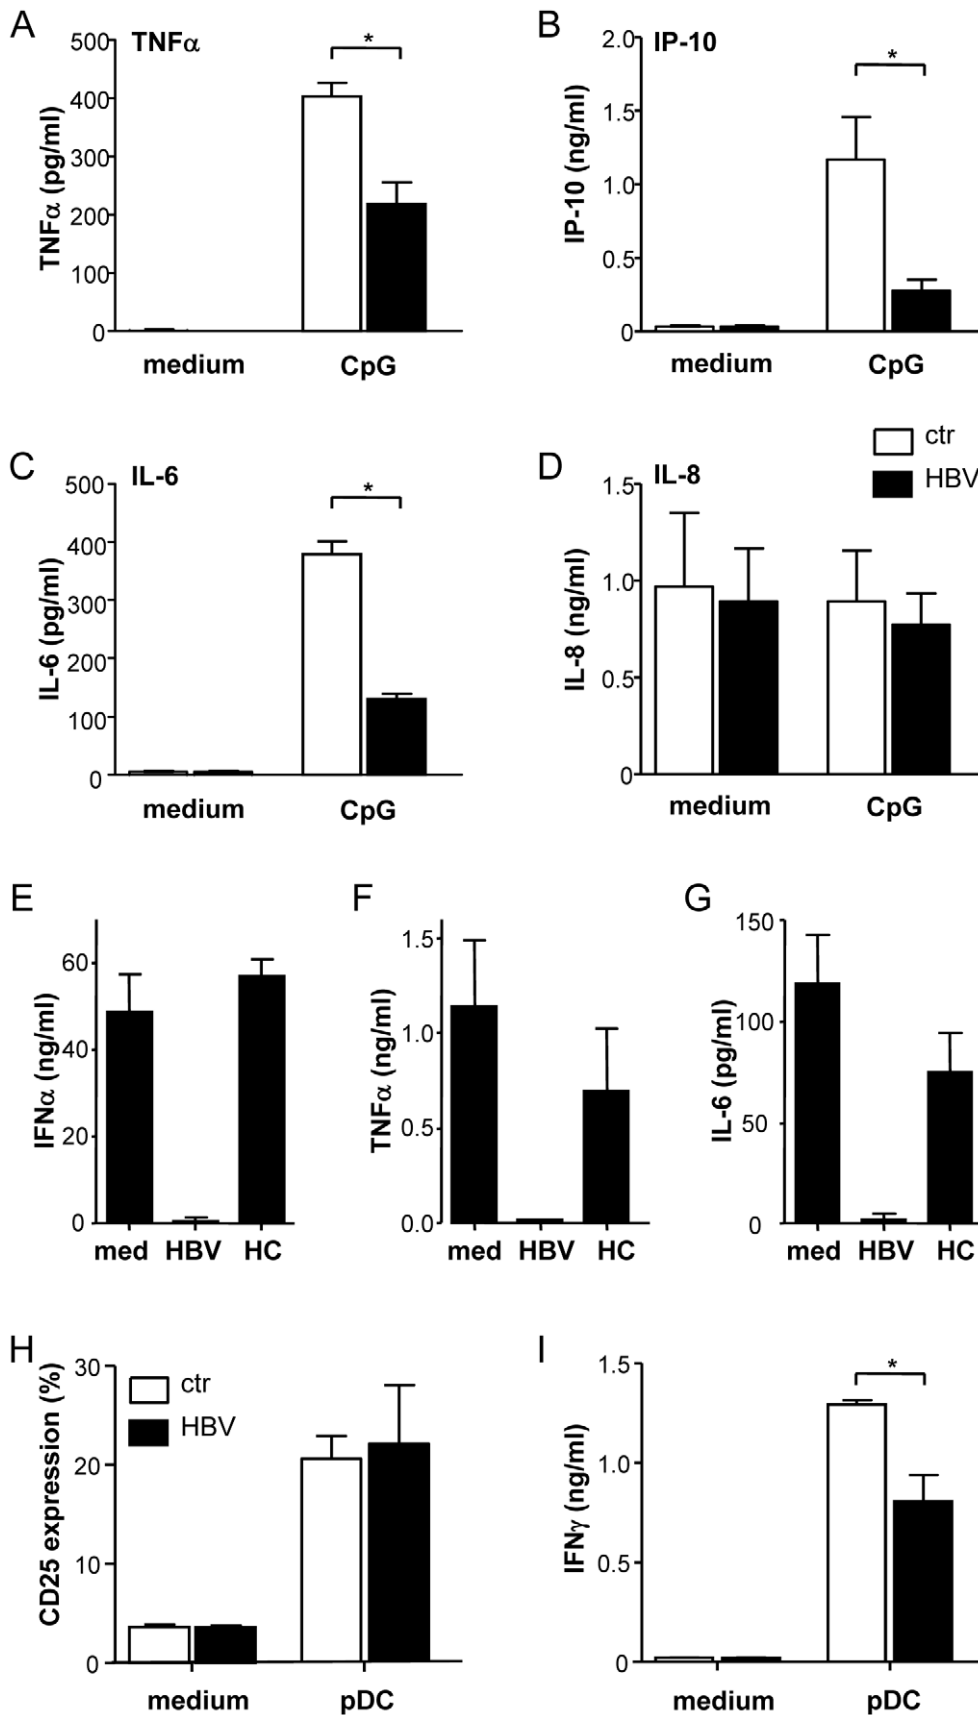 A
TNFα
TNFα (pg/ml)
500
400
300
200
100
0
*
medium CpG
B
IP-10
IP-10 (ng/ml)
2.0
1.5
1.0
0.5
0
*
medium CpG
C
IL-6
IL-6 (pg/ml)
500
400
300
200
100
0
*
medium CpG
D
IL-8
IL-8 (ng/ml)
1.5
1.0
0.5
0
ctr
HBV
medium CpG
E
IFNα (ng/ml)
60
40
20
0
med HBV HC
F
TNFα (ng/ml)
1.5
1.0
0.5
0.0
med HBV HC
G
IL-6 (pg/ml)
150
100
50
0
med HBV HC
H
CD25 expression (%)
30
20
10
0
ctr
HBV
medium pDC
I
IFNγ (ng/ml)
1.5
1.0
0.5
0
*
medium pDC